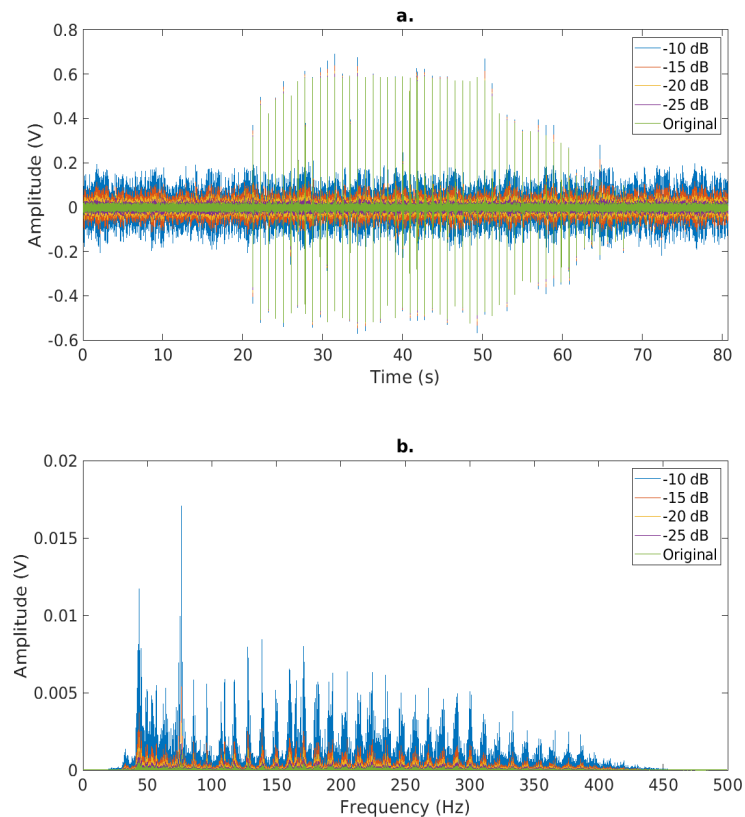 a.
0.8
0.6
0.4
0.2
0
-0.2
-0.4
-0.6
Amplitude (V)
-10 dB
-15 dB
-20 dB
-25 dB
Original
0 10 20 30 40 50 60 70 80
Time (s)
b.
0.02
0.015
0.01
0.005
0
Amplitude (V)
-10 dB
-15 dB
-20 dB
-25 dB
Original
0 50 100 150 200 250 300 350 400 450 500
Frequency (Hz)